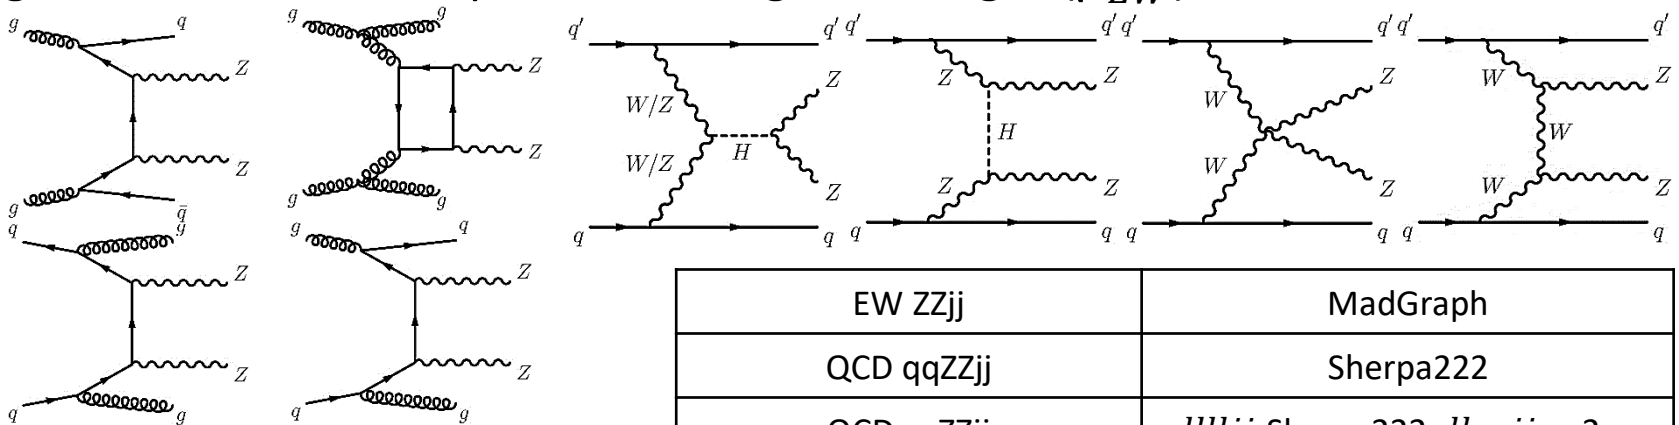 g q g g q′ q′ q′ q′ q′ q′ q′ q′
Z Z Z Z Z
W/Z Z W W
H H W
W/Z Z W W
Z Z Z Z Z Z
g q̄ g g q q q q q q q q
q g g q
Z Z
Z Z
q g q g
EW ZZjj MadGraph
QCD qqZZjj Sherpa222